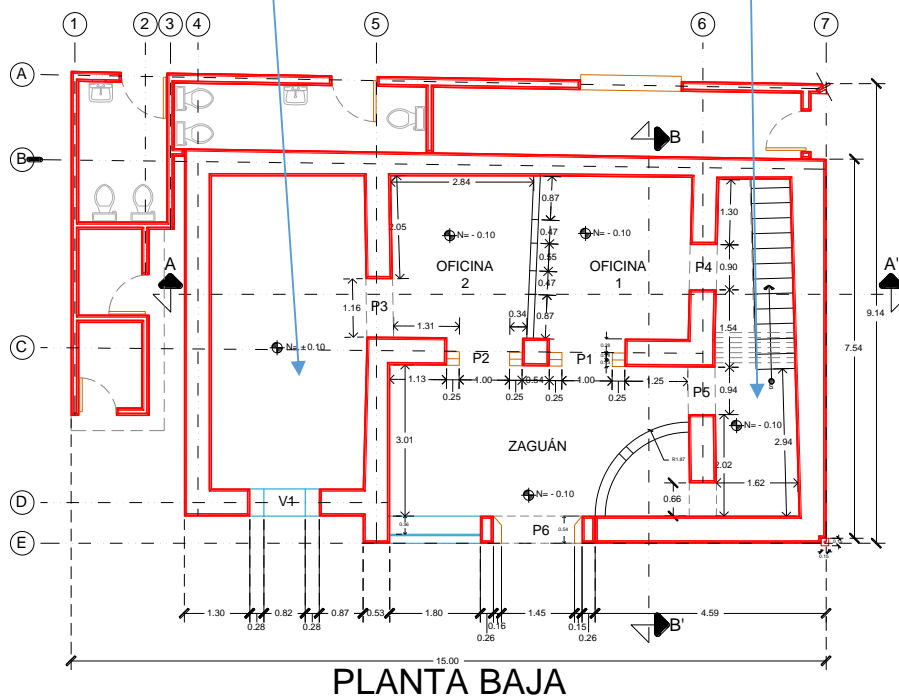 1 2 3 4 5 6 7
A
B
B
2.84
0.87
1.30
2.05
N= - 0.10
0.47
N= - 0.10
0.55
A
OFICINA
2
OFICINA
1
P4
0.90
A'
0.47
1.16
P3
0.87
9.14
1.31
0.34
1.54
7.54
C
N= ±0.10
P2
P1
1.13
1.00
0.54
1.00
1.25
P5
0.94
0.25
0.25
0.25
0.25
S
3.01
ZAGUÁN
N= - 0.10
R1.87
2.94
2.02
1.62
D
V1
N= - 0.10
0.66
P6
0.54
E
1.30
0.82
0.87
0.53
1.80
1.45
4.59
0.28
0.28
0.16
0.15
0.26
0.26
B'
15.00
PLANTA BAJA